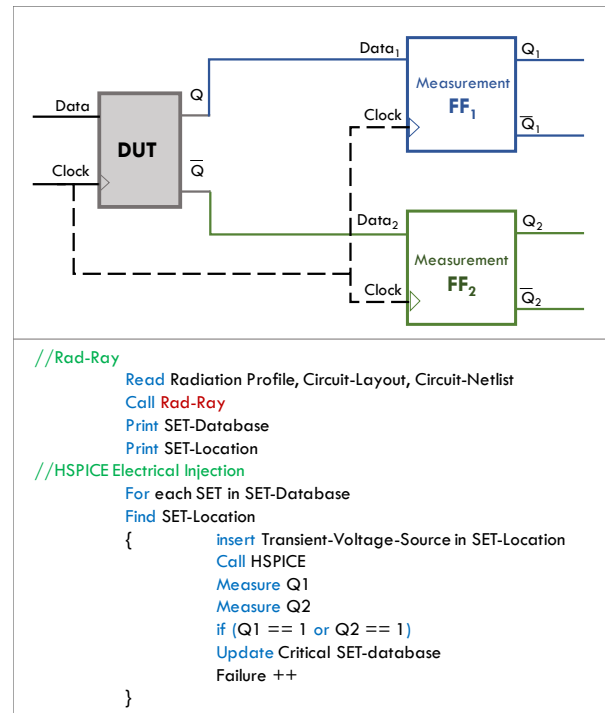 Data
Clock
DUT
Q
Q̅
Data₁
Clock
Measurement
FF₁
Q₁
Q̅₁
Data₂
Clock
Measurement
FF₂
Q₂
Q̅₂
//Rad-Ray
Read Radiation Profile, Circuit-Layout, Circuit-Netlist
Call Rad-Ray
Print SET-Database
Print SET-Location
//HSPICE Electrical Injection
For each SET in SET-Database
Find SET-Location
{ insert Transient-Voltage-Source in SET-Location
Call HSPICE
Measure Q1
Measure Q2
if (Q1 == 1 or Q2 == 1)
Update Critical SET-database
Failure ++
}